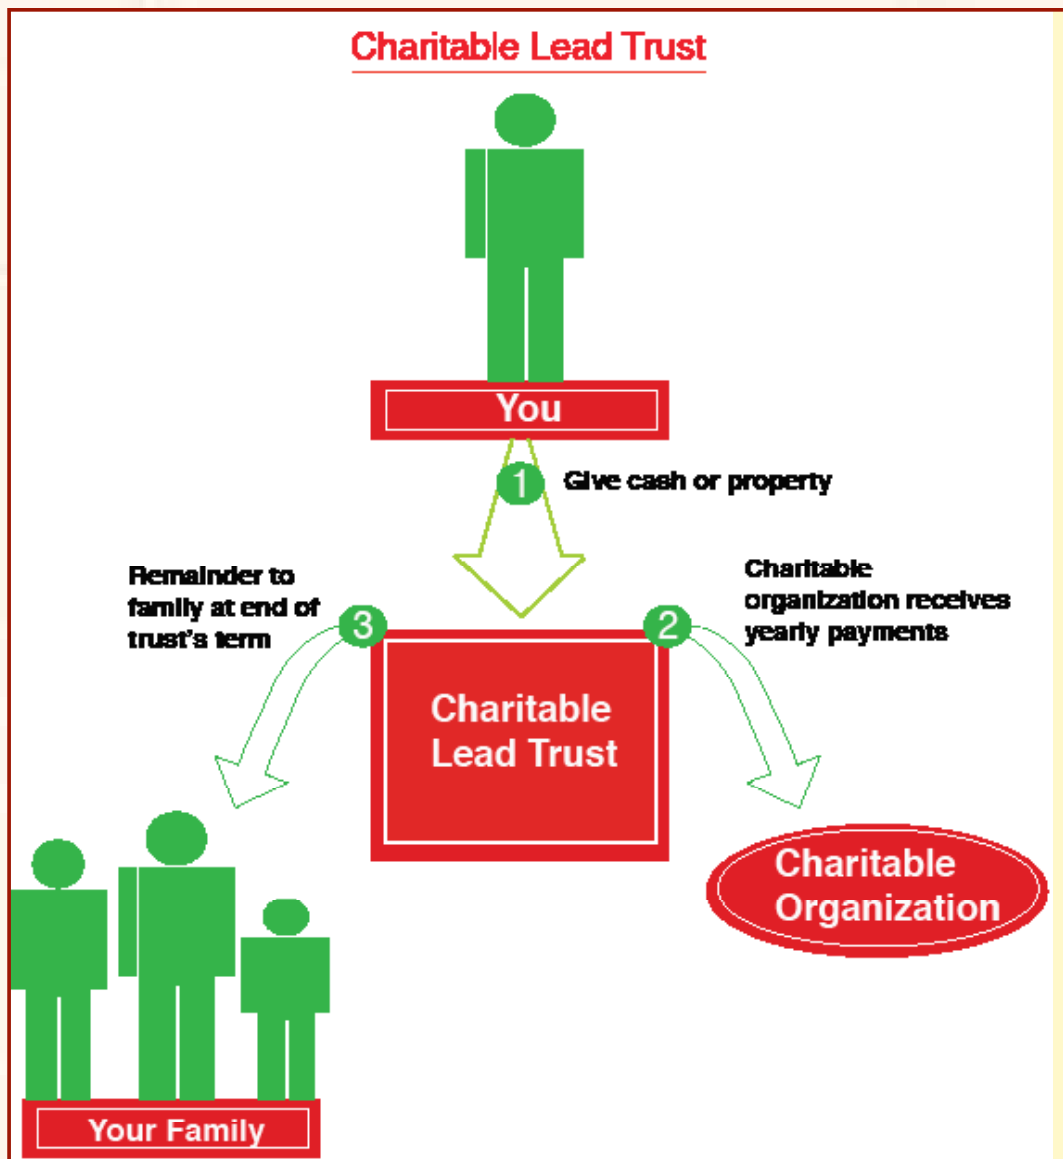 Charitable Lead Trust
You
1
Give cash or property
Remainder to
family at end of
trust's term
3
2
Charitable
organization receives
yearly payments
Charitable
Lead Trust
Charitable
Organization
Your Family